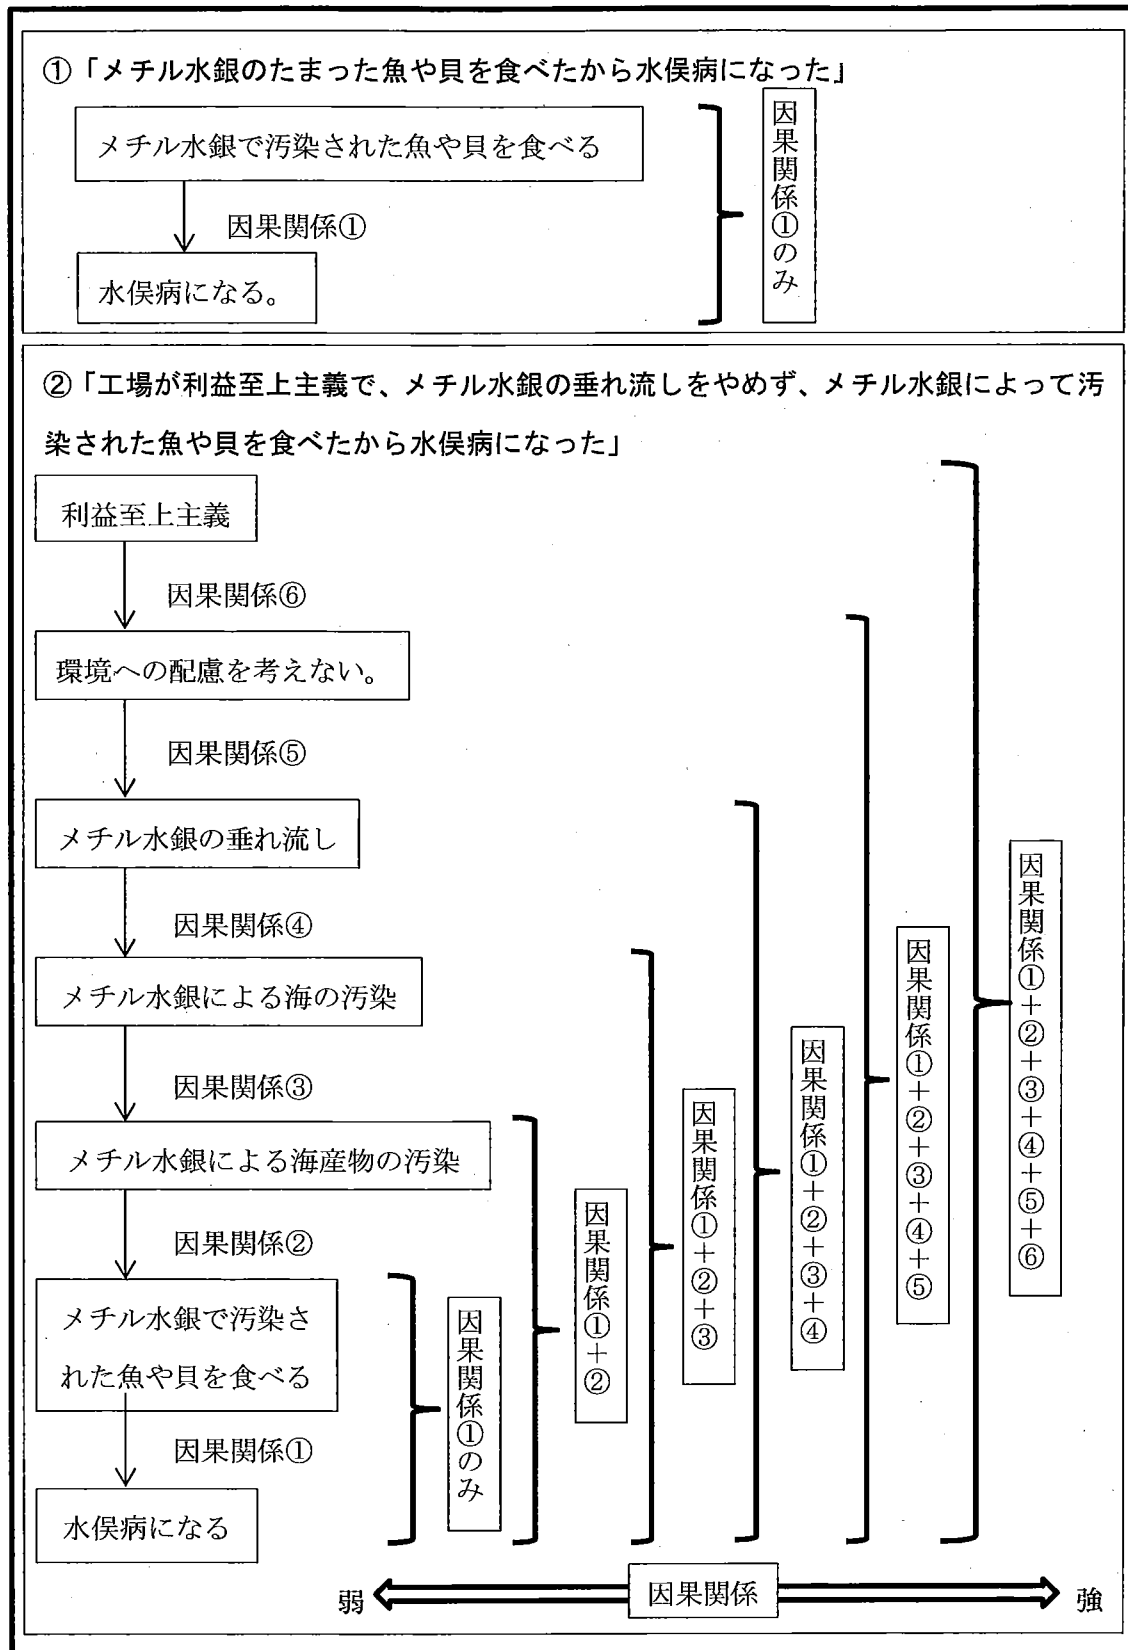 ①「メチル水銀のたまった魚や貝を食べたから水俣病になった」
メチル水銀で汚染された魚や貝を食べる
因果関係①
水俣病になる。
因果関係①のみ
②「工場が利益至上主義で、メチル水銀の垂れ流しをやめず、メチル水銀によって汚
染された魚や貝を食べたから水俣病になった」
利益至上主義
因果関係⑥
環境への配慮を考えない。
因果関係⑤
メチル水銀の垂れ流し
因果関係④
メチル水銀による海の汚染
因果関係③
メチル水銀による海産物の汚染
因果関係②
メチル水銀で汚染さ
れた魚や貝を食べる
因果関係①
水俣病になる
因果関係①のみ
因果関係①+②
因果関係①+②+③
因果関係①+②+③+④
因果関係①+②+③+④+⑤
因果関係①+②+③+④+⑤+⑥
弱
因果関係
強